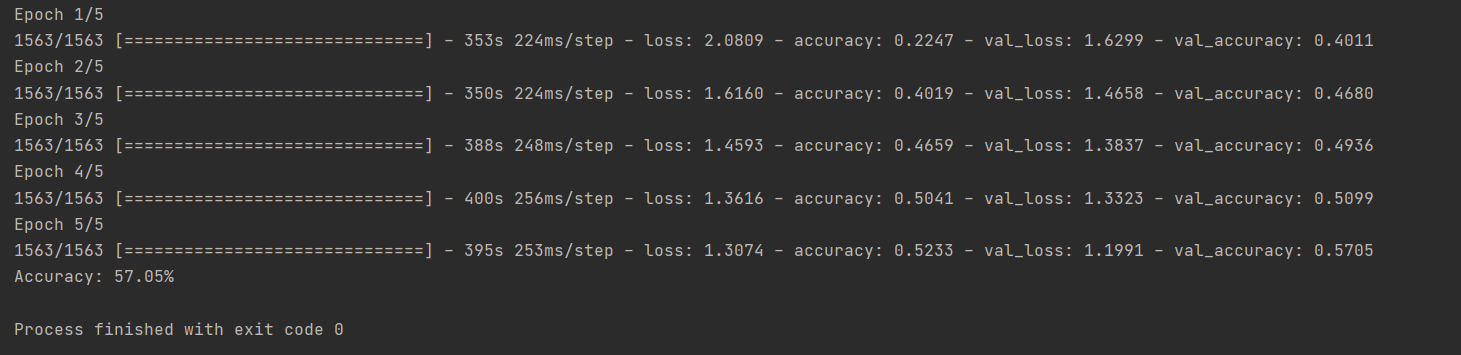 Epoch 1/5
1563/1563 [==============================] - 353s 224ms/step - loss: 2.0809 - accuracy: 0.2247 - val_loss: 1.6299 - val_accuracy: 0.4011
Epoch 2/5
1563/1563 [==============================] - 350s 224ms/step - loss: 1.6160 - accuracy: 0.4019 - val_loss: 1.4658 - val_accuracy: 0.4680
Epoch 3/5
1563/1563 [==============================] - 388s 248ms/step - loss: 1.4593 - accuracy: 0.4659 - val_loss: 1.3837 - val_accuracy: 0.4936
Epoch 4/5
1563/1563 [==============================] - 400s 256ms/step - loss: 1.3616 - accuracy: 0.5041 - val_loss: 1.3323 - val_accuracy: 0.5099
Epoch 5/5
1563/1563 [==============================] - 395s 253ms/step - loss: 1.3074 - accuracy: 0.5233 - val_loss: 1.1991 - val_accuracy: 0.5705
Accuracy: 57.05%
Process finished with exit code 0